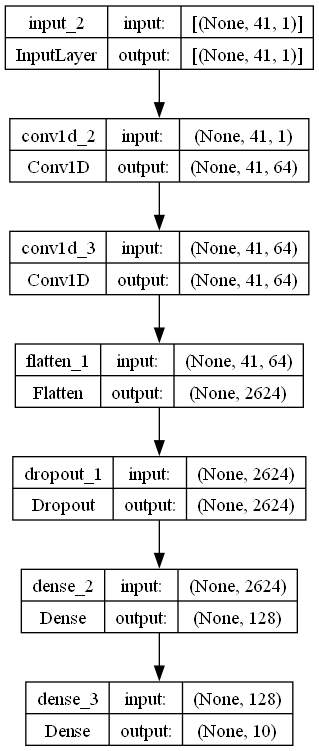 input_2 input: [(None, 41, 1)]
InputLayer output: [(None, 41, 1)]
conv1d_2 input: (None, 41, 1)
Conv1D output: (None, 41, 64)
conv1d_3 input: (None, 41, 64)
Conv1D output: (None, 41, 64)
flatten_1 input: (None, 41, 64)
Flatten output: (None, 2624)
dropout_1 input: (None, 2624)
Dropout output: (None, 2624)
dense_2 input: (None, 2624)
Dense output: (None, 128)
dense_3 input: (None, 128)
Dense output: (None, 10)